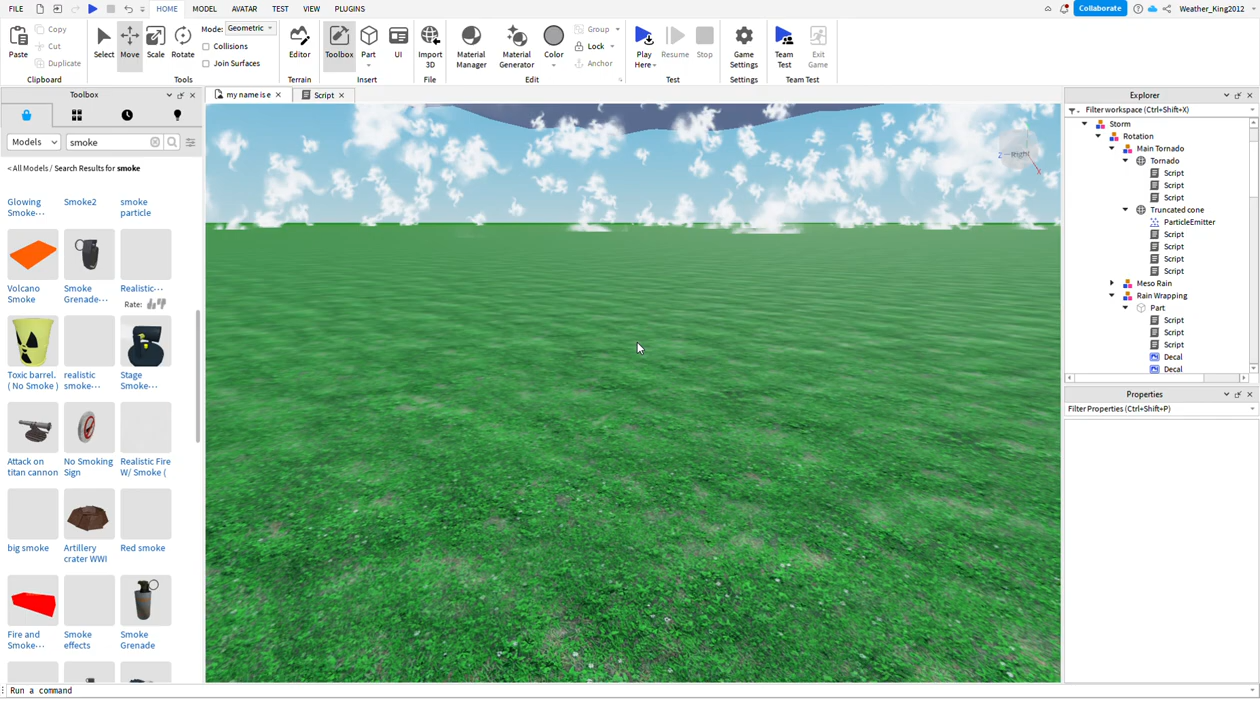 FILE HOME MODEL AVATAR TEST VIEW PLUGINS Collaborate Weather_King2012
Paste Copy Cut Duplicate Clipboard
Select Move Scale Rotate Mode: Geometric Collisions Join Surfaces Tools
Editor Terrain
Toolbox Part UI Insert
Import 3D File
Material Manager Material Generator Color Group Lock Anchor Edit
Play Here Resume Stop Test
Game Settings Settings
Team Test Exit Game Team Test
Toolbox
Models smoke
< All Models / Search Results for smoke
Glowing Smoke···
Smoke2
smoke particle
Volcano Smoke
Smoke Grenade···
Realistic···
Rate:
Toxic barrel. ( No Smoke )
realistic smoke···
Stage Smoke···
Attack on titan cannon
No Smoking Sign
Realistic Fire W/ Smoke (
big smoke
Artillery crater WWI
Red smoke
Fire and Smoke···
Smoke effects
Smoke Grenade
my name is e
Script
Z
Right
Explorer
Filter workspace (Ctrl+Shift+X)
Storm
Rotation
Main Tornado
Tornado
Script
Script
Script
Truncated cone
ParticleEmitter
Script
Script
Script
Script
Meso Rain
Rain Wrapping
Part
Script
Script
Script
Decal
Decal
Properties
Filter Properties (Ctrl+Shift+P)
Run a command